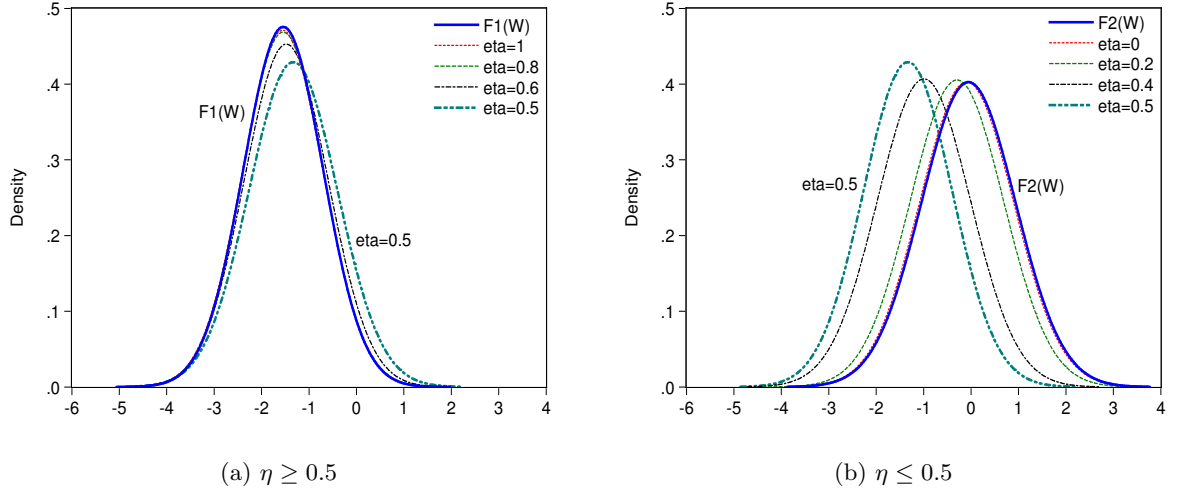 .5
.4
.3
.2
.1
.0
Density
-6 -5 -4 -3 -2 -1 0 1 2 3 4
F1(W)
eta=1
eta=0.8
eta=0.6
eta=0.5
F1(W)
eta=0.5
(a) η ≥ 0.5
.5
.4
.3
.2
.1
.0
Density
-6 -5 -4 -3 -2 -1 0 1 2 3 4
F2(W)
eta=0
eta=0.2
eta=0.4
eta=0.5
eta=0.5
F2(W)
(b) η ≤ 0.5